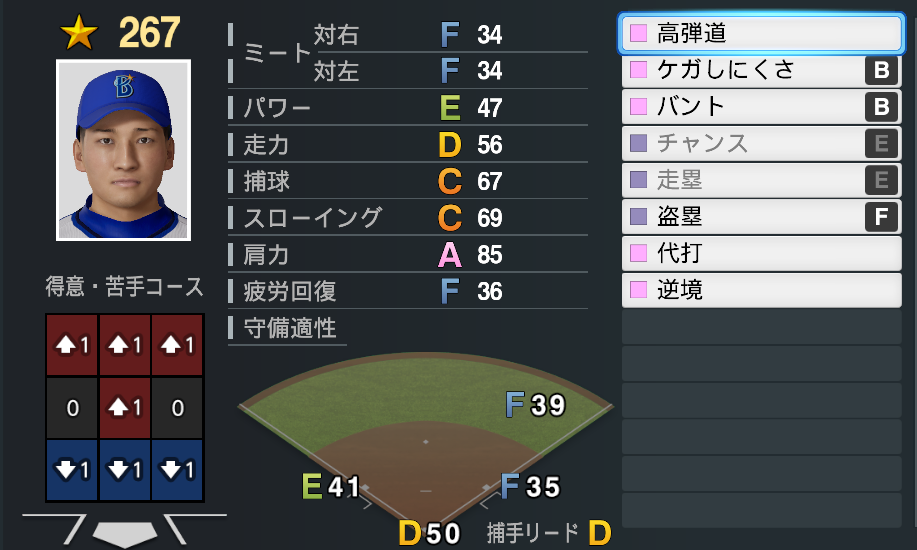 267
B
ミート
対右 F 34
対左 F 34
パワー E 47
走力 D 56
捕球 C 67
スローイング C 69
肩力 A 85
疲労回復 F 36
守備適性
得意・苦手コース
1 1 1
0 1 0
1 1 1
F 39
E 41
F 35
D 50
捕手リード D
高弾道
ケガしにくさ B
バント B
チャンス E
走塁 E
盗塁 F
代打
逆境